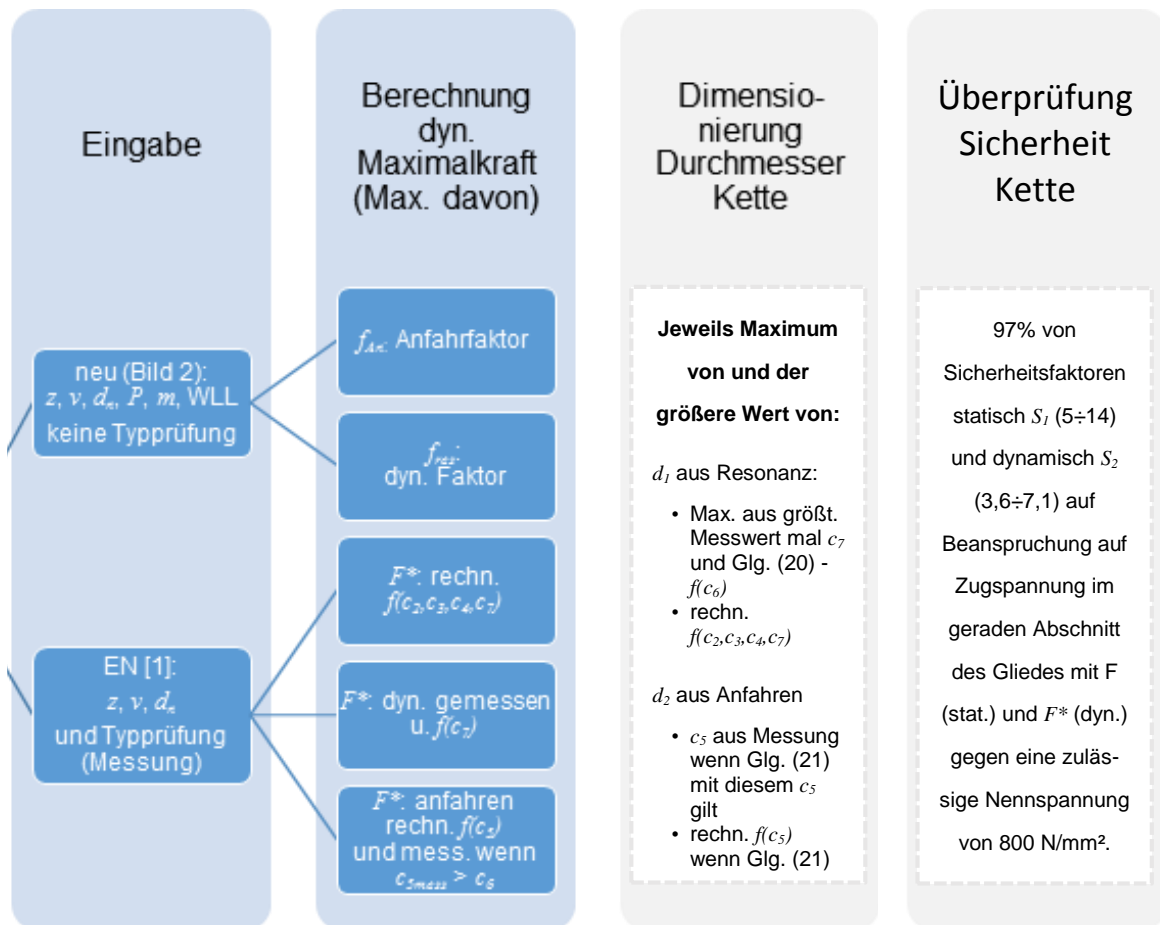 Eingabe
neu (Bild 2):
z, v, dₙ, P, m, WLL
keine Typprüfung
EN [1]:
z, v, dₙ
und Typprüfung
(Messung)
Berechnung
dyn.
Maximalkraft
(Max. davon)
f_An: Anfahrfaktor
f_res:
dyn. Faktor
F*: rechn.
f(c₂,c₃,c₄,c₇)
F*: dyn. gemessen
u. f(c₇)
F*: anfahren
rechn. f(c₅)
und mess. wenn
c₅mess > c₆
Dimensio-
nierung
Durchmesser
Kette
Jeweils Maximum
von und der
größere Wert von:
d₁ aus Resonanz:
• Max. aus größt.
Messwert mal c₇
und Glg. (20) -
f(c₆)
• rechn.
f(c₂,c₃,c₄,c₇)
d₂ aus Anfahren
• c₅ aus Messung
wenn Glg. (21)
mit diesem c₅
gilt
• rechn. f(c₅)
wenn Glg. (21)
Überprüfung
Sicherheit
Kette
97% von
Sicherheitsfaktoren
statisch S₁ (5÷14)
und dynamisch S₂
(3,6÷7,1) auf
Beanspruchung auf
Zugspannung im
geraden Abschnitt
des Gliedes mit F
(stat.) und F* (dyn.)
gegen eine zuläs-
sige Nennspannung
von 800 N/mm².